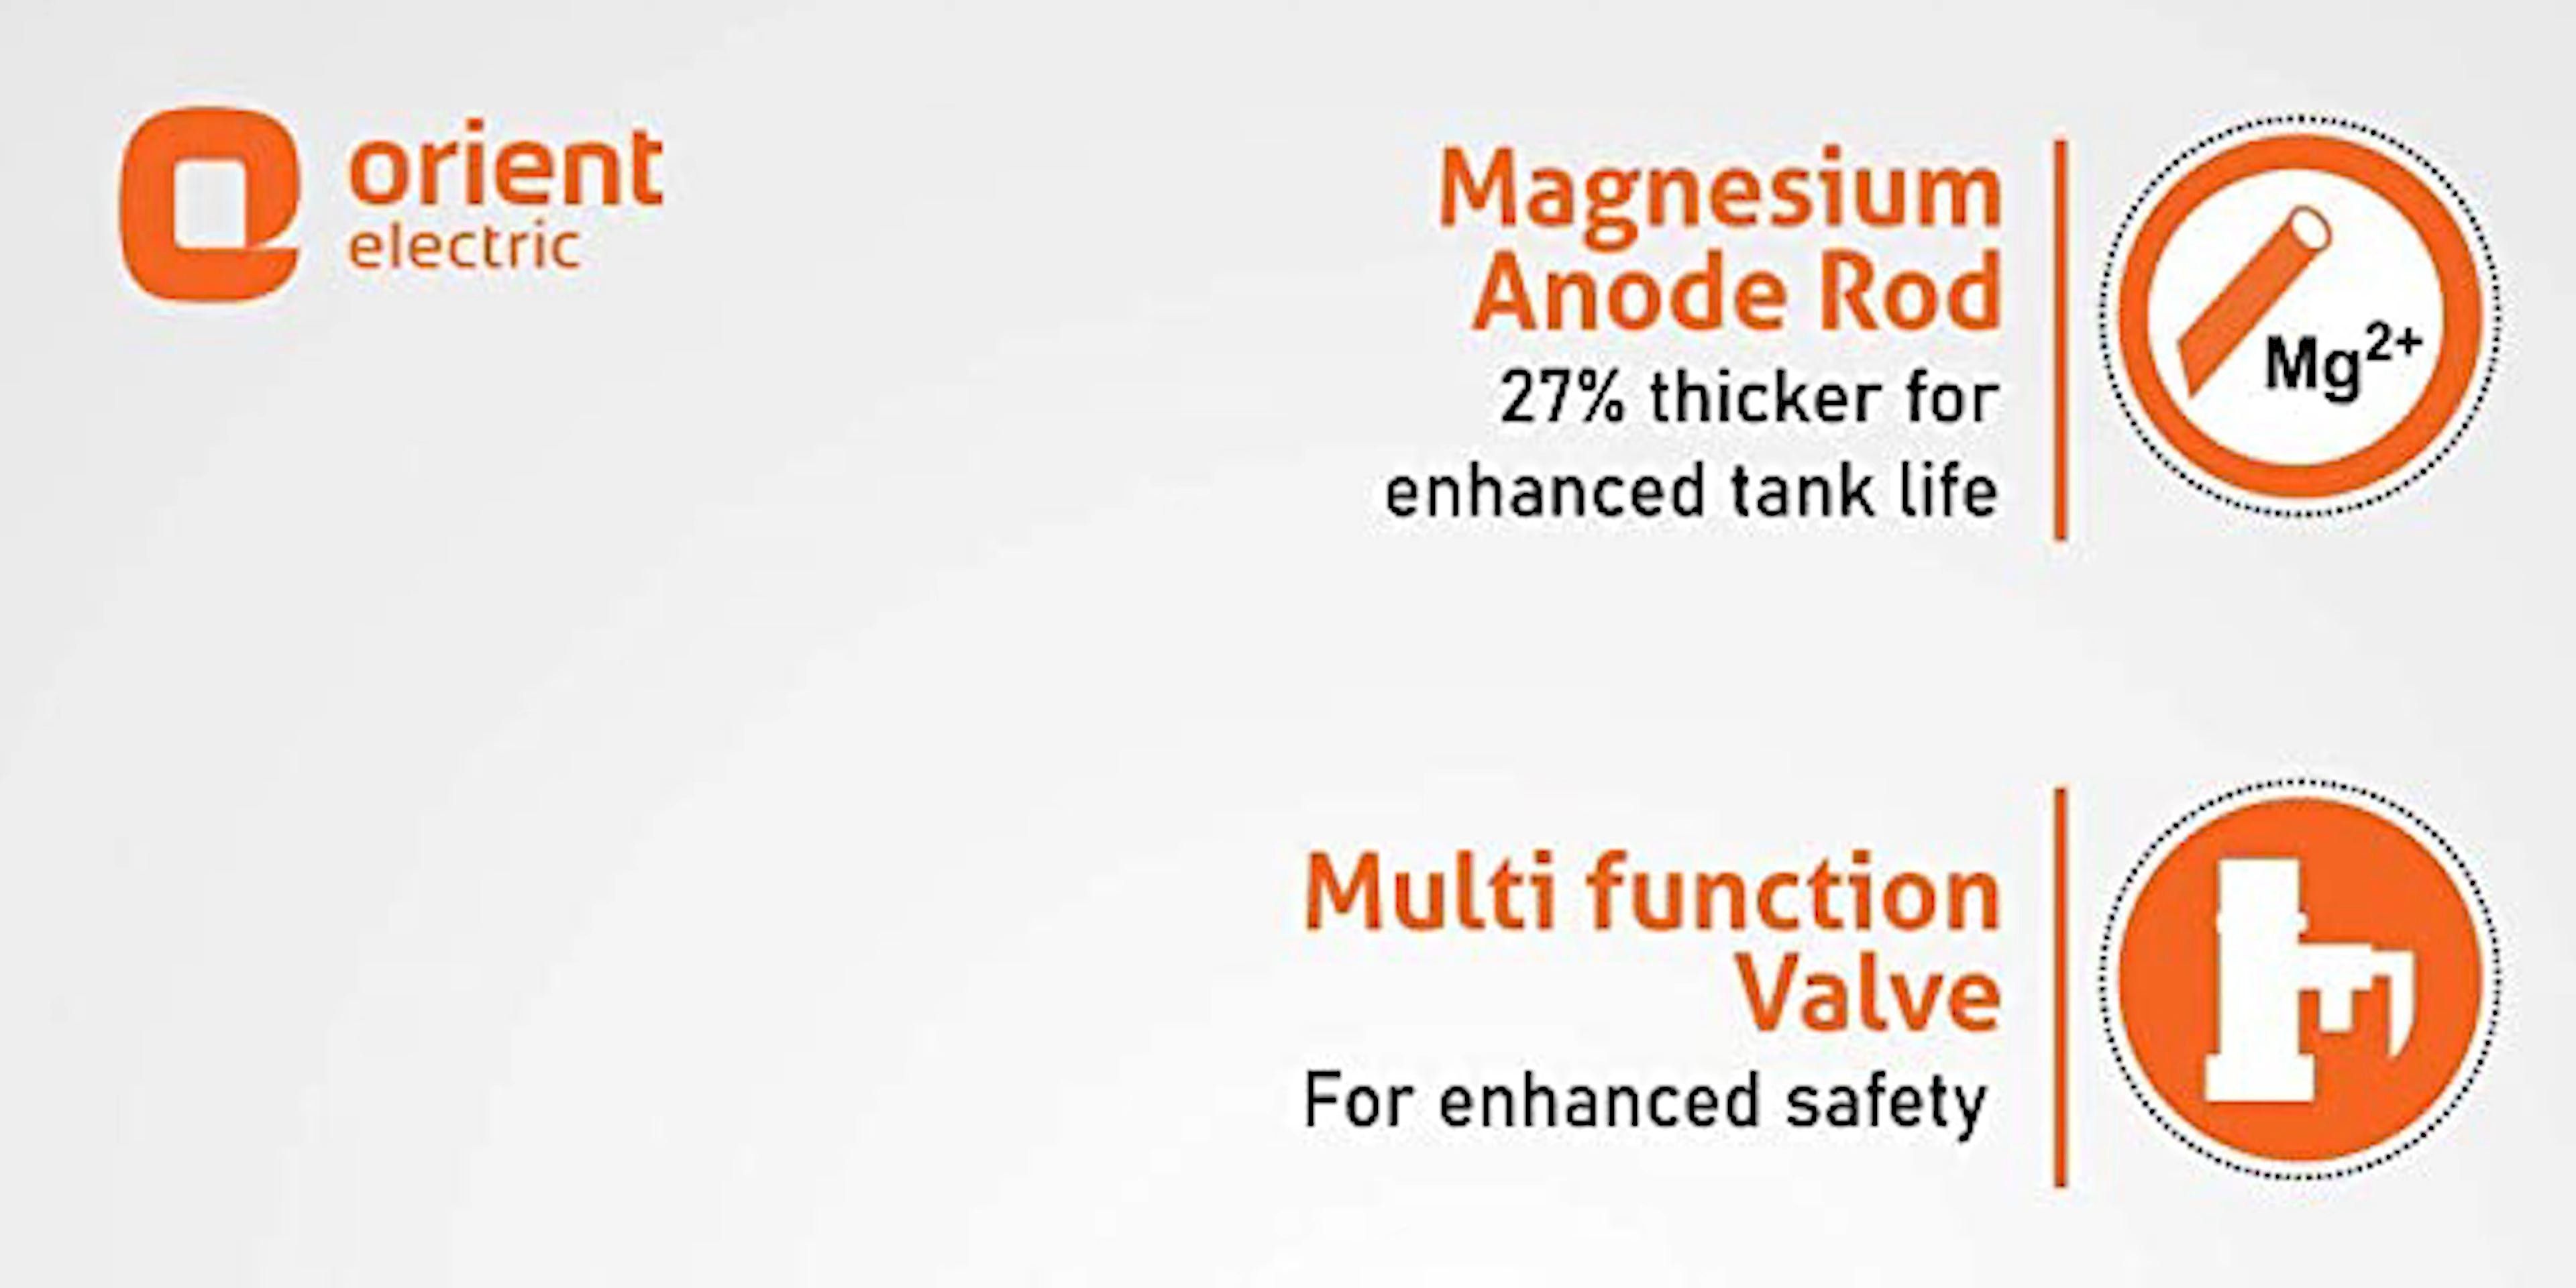 orient
electric
Magnesium
Anode Rod
27% thicker for
enhanced tank life
Mg²⁺
Multi function
Valve
For enhanced safety